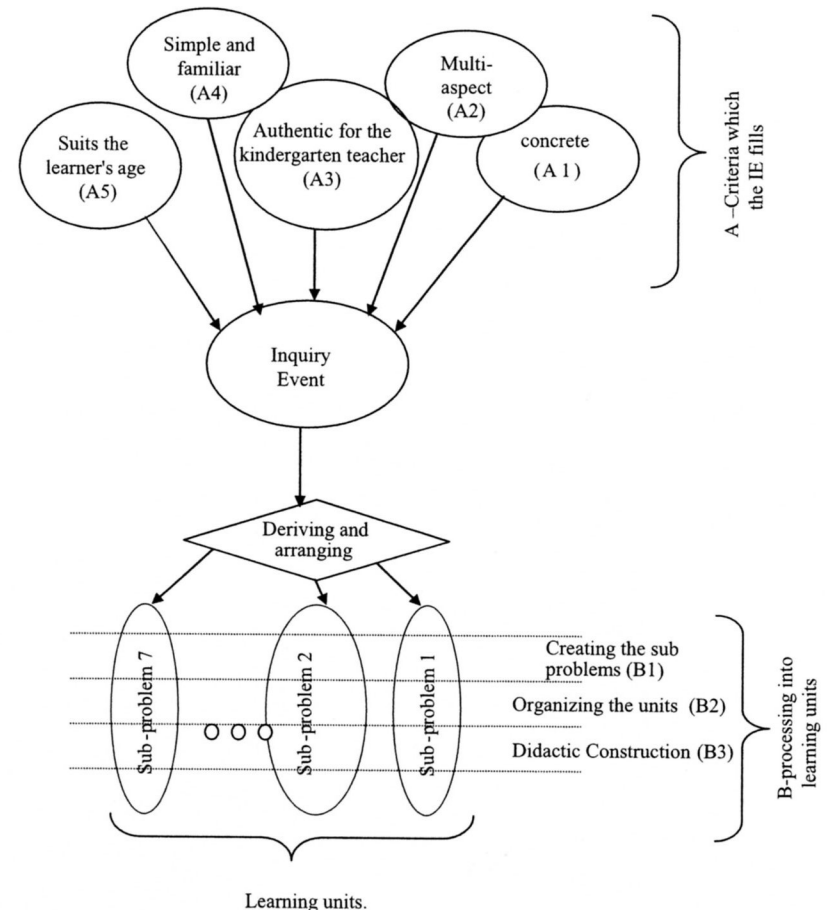 Simple and
familiar
(A4)
Multi-
aspect
(A2)
Suits the
learner's age
(A5)
Authentic for the
kindergarten teacher
(A3)
concrete
(A 1)
A –Criteria which
the IE fills
Inquiry
Event
Deriving and
arranging
Sub-problem 7
Sub-problem 2
Sub-problem 1
Creating the sub
problems (B1)
Organizing the units (B2)
Didactic Construction (B3)
B-processing into
learning units
Learning units.